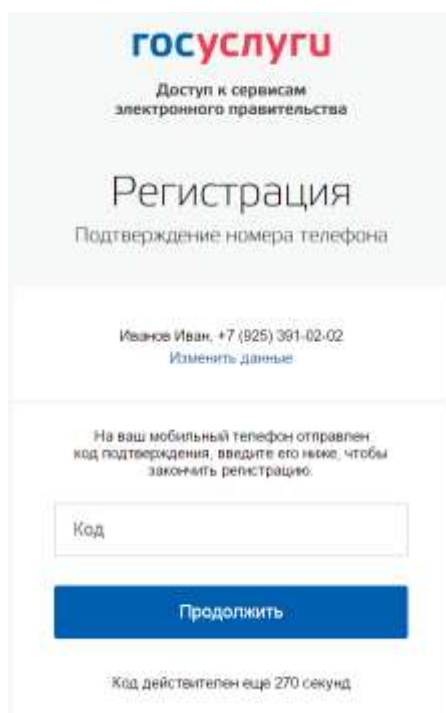 госуслуги
Доступ к сервисам
электронного правительства
Регистрация
Подтверждение номера телефона
Иванов Иван, +7 (925) 391-02-02
Изменить данные
На ваш мобильный телефон отправлен
код подтверждения, введите его ниже, чтобы
закончить регистрацию.
Код
Продолжить
Код действителен еще 270 секунд